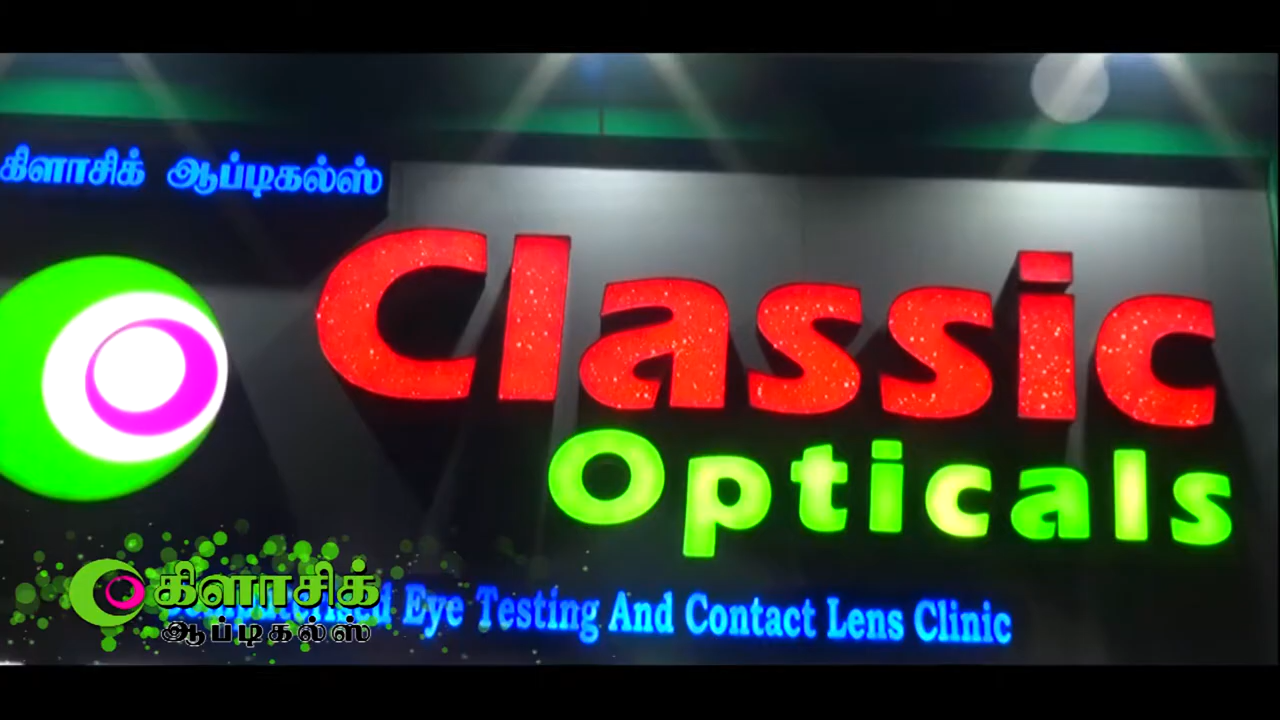 கிளாசிக் ஆப்டிகல்ஸ்
Classic
Opticals
Eye Testing And Contact Lens Clinic
கிளாசிக்
ஆப்டிகல்ஸ்